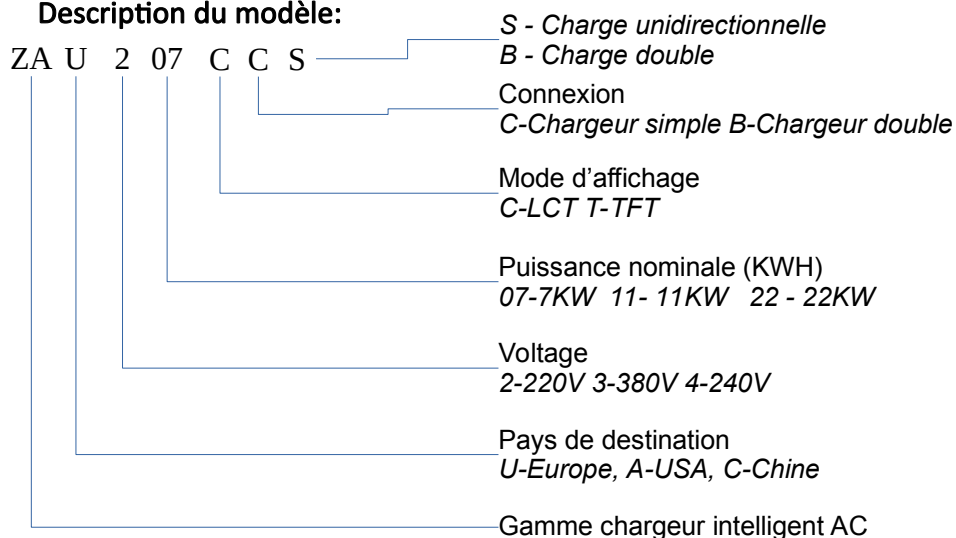 Description du modèle:
ZA U 2 07 C C S
S - Charge unidirectionnelle
B - Charge double
Connexion
C-Chargeur simple B-Chargeur double
Mode d’affichage
C-LCT T-TFT
Puissance nominale (KWH)
07-7KW 11- 11KW 22 - 22KW
Voltage
2-220V 3-380V 4-240V
Pays de destination
U-Europe, A-USA, C-Chine
Gamme chargeur intelligent AC